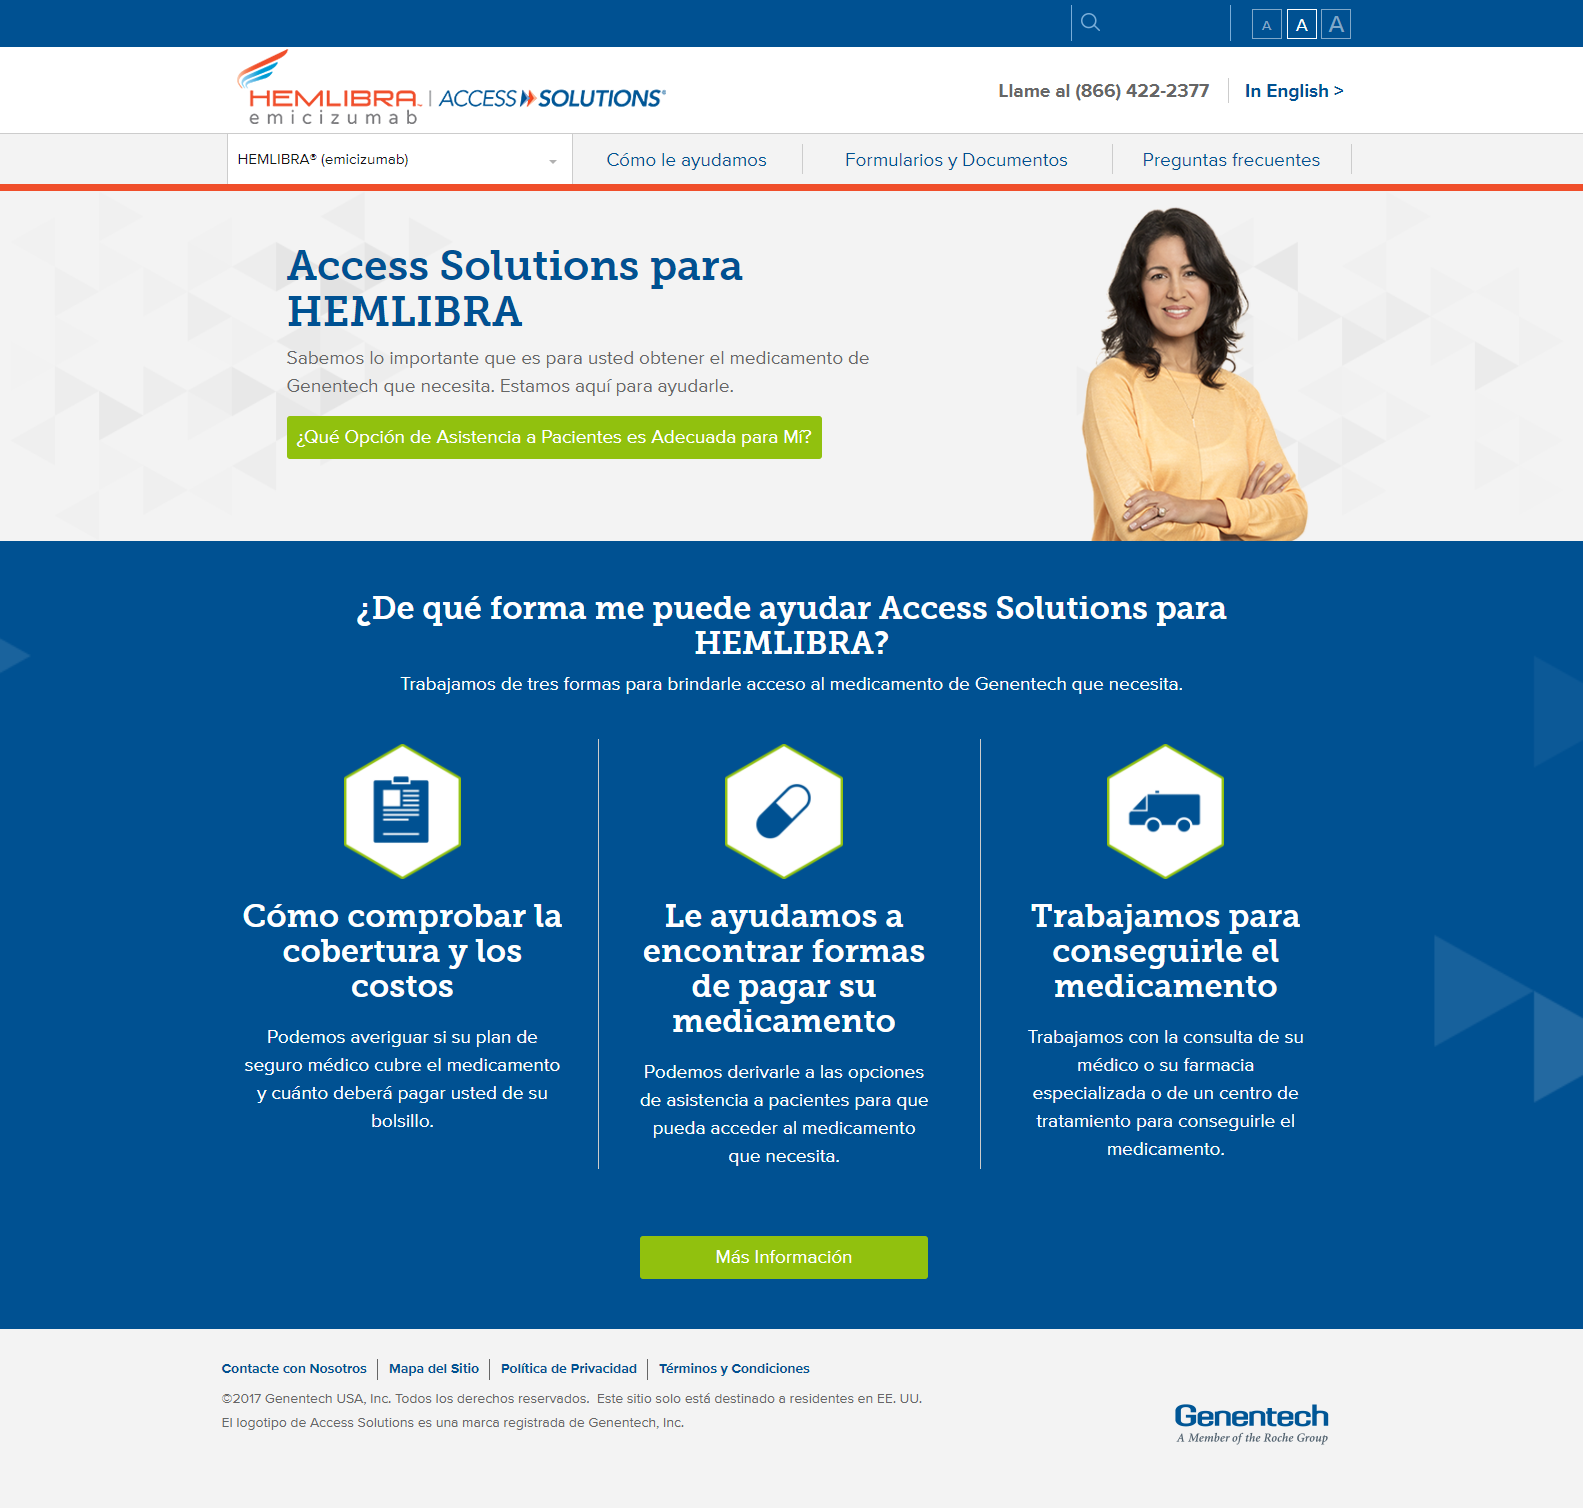 A A A
HEMLIBRA™ | ACCESS SOLUTIONS®
emicizumab
Llame al (866) 422-2377
In English >
HEMLIBRA® (emicizumab)
Cómo le ayudamos
Formularios y Documentos
Preguntas frecuentes
Access Solutions para
HEMLIBRA
Sabemos lo importante que es para usted obtener el medicamento de
Genentech que necesita. Estamos aquí para ayudarle.
¿Qué Opción de Asistencia a Pacientes es Adecuada para Mí?
¿De qué forma me puede ayudar Access Solutions para
HEMLIBRA?
Trabajamos de tres formas para brindarle acceso al medicamento de Genentech que necesita.
Cómo comprobar la
cobertura y los
costos
Podemos averiguar si su plan de
seguro médico cubre el medicamento
y cuánto deberá pagar usted de su
bolsillo.
Le ayudamos a
encontrar formas
de pagar su
medicamento
Podemos derivarle a las opciones
de asistencia a pacientes para que
pueda acceder al medicamento
que necesita.
Trabajamos para
conseguirle el
medicamento
Trabajamos con la consulta de su
médico o su farmacia
especializada o de un centro de
tratamiento para conseguirle el
medicamento.
Más Información
Contacte con Nosotros | Mapa del Sitio | Política de Privacidad | Términos y Condiciones
©2017 Genentech USA, Inc. Todos los derechos reservados. Este sitio solo está destinado a residentes en EE. UU.
El logotipo de Access Solutions es una marca registrada de Genentech, Inc.
Genentech
A Member of the Roche Group